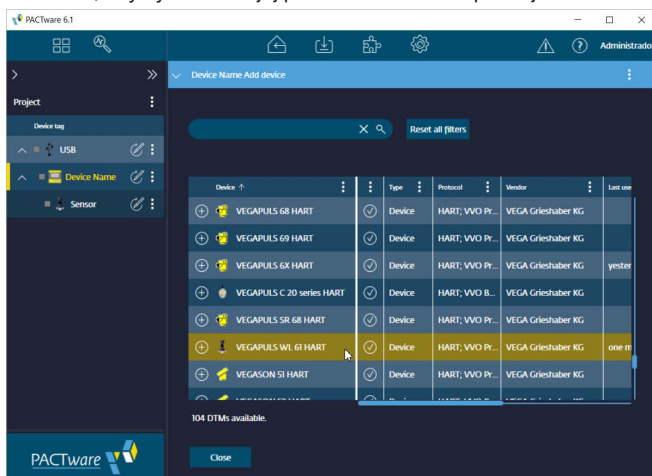 PACTware 6.1
Administrado
Device Name Add device
Project
Device tag
USB
Device Name
Sensor
Reset all filters
Device ↑ Type Protocol Vendor Last use
VEGAPULS 68 HART Device HART; VVO Pr... VEGA Grieshaber KG
VEGAPULS 69 HART Device HART; VVO Pr... VEGA Grieshaber KG
VEGAPULS 6X HART Device HART; VVO Pr... VEGA Grieshaber KG yester
VEGAPULS C 20 series HART Device HART; VVO B... VEGA Grieshaber KG
VEGAPULS SR 68 HART Device HART; VVO Pr... VEGA Grieshaber KG
VEGAPULS WL 61 HART Device HART; VVO Pr... VEGA Grieshaber KG one m
VEGASON 51 HART Device HART; VVO Pr... VEGA Grieshaber KG
104 DTMs available.
Close
PACTware